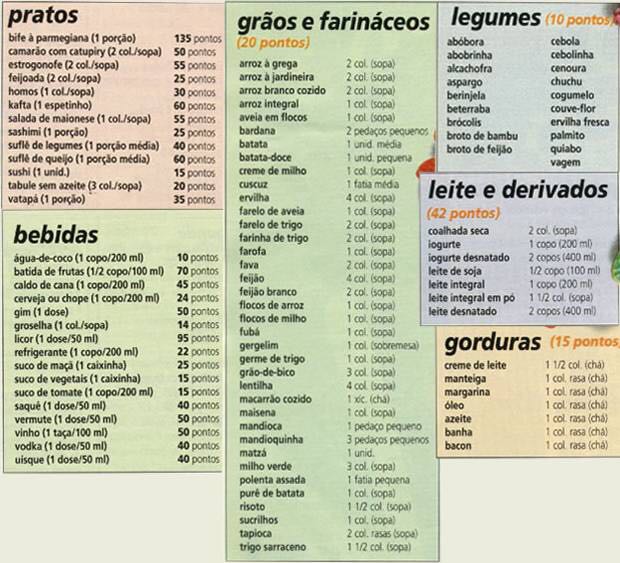 pratos
bife à parmegiana (1 porção) 135 pontos
camarão com catupiry (2 col./sopa) 50 pontos
estrogonofe (2 col./sopa) 55 pontos
feijoada (2 col./sopa) 25 pontos
homos (1 col./sopa) 30 pontos
kafta (1 espetinho) 60 pontos
salada de maionese (1 col./sopa) 55 pontos
sashimi (1 porção) 25 pontos
suflê de legumes (1 porção média) 40 pontos
suflê de queijo (1 porção média) 60 pontos
sushi (1 unid.) 15 pontos
tabule sem azeite (3 col./sopa) 20 pontos
vatapá (1 porção) 35 pontos
bebidas
água-de-coco (1 copo/200 ml) 10 pontos
batida de frutas (1/2 copo/100 ml) 70 pontos
caldo de cana (1 copo/200 ml) 45 pontos
cerveja ou chope (1 copo/200 ml) 24 pontos
gim (1 dose) 50 pontos
groselha (1 col./sopa) 14 pontos
licor (1 dose/50 ml) 95 pontos
refrigerante (1 copo/200 ml) 22 pontos
suco de maçã (1 caixinha) 25 pontos
suco de vegetais (1 caixinha) 15 pontos
suco de tomate (1 copo/200 ml) 15 pontos
saquê (1 dose/50 ml) 40 pontos
vermute (1 dose/50 ml) 50 pontos
vinho (1 taça/100 ml) 50 pontos
vodka (1 dose/50 ml) 40 pontos
uísque (1 dose/50 ml) 40 pontos
grãos e farináceos
(20 pontos)
arroz à grega 2 col. (sopa)
arroz à jardineira 2 col. (sopa)
arroz branco cozido 2 col. (sopa)
arroz integral 1 col. (sopa)
aveia em flocos 1 col. (sopa)
bardana 2 pedaços pequenos
batata 1 unid. média
batata-doce 1 unid. pequena
creme de milho 1 col. (sopa)
cuscuz 1 fatia média
ervilha 4 col. (sopa)
farelo de aveia 1 col. (sopa)
farelo de trigo 2 col. (sopa)
farinha de trigo 2 col. (sopa)
farofa 1 col. (sopa)
fava 2 col. (sopa)
feijão 4 col. (sopa)
feijão branco 2 col. (sopa)
flocos de arroz 1 col. (sopa)
flocos de milho 1 col. (sopa)
fubá 1 col. (sopa)
gergelim 1 col. (sobremesa)
germe de trigo 1 col. (sopa)
grão-de-bico 3 col. (sopa)
lentilha 4 col. (sopa)
macarrão cozido 1 xíc. (chá)
maisena 1 col. (sopa)
mandioca 1 pedaço pequeno
mandioquinha 3 pedaços pequenos
matzá 1 unid.
milho verde 3 col. (sopa)
polenta assada 1 fatia pequena
purê de batata 1 col. (sopa)
risoto 1 1/2 col. (sopa)
sucrilhos 1 col. (sopa)
tapioca 2 col. rasas (sopa)
trigo sarraceno 1 1/2 col. (sopa)
legumes (10 pontos)
abóbora cebola
abobrinha cebolinha
alcachofra cenoura
aspargo chuchu
berinjela cogumelo
beterraba couve-flor
brócolis ervilha fresca
broto de bambu palmito
broto de feijão quiabo
vagem
leite e derivados
(42 pontos)
coalhada seca 2 col. (sopa)
iogurte 1 copo (200 ml)
iogurte desnatado 2 copos (400 ml)
leite de soja 1/2 copo (100 ml)
leite integral 1 copo (200 ml)
leite integral em pó 1 1/2 col. (sopa)
leite desnatado 2 copos (400 ml)
gorduras (15 pontos
creme de leite 1 1/2 col. (chá)
manteiga 1 col. rasa (chá)
margarina 1 col. rasa (chá)
óleo 1 col. rasa (chá)
azeite 1 col. rasa (chá)
banha 1 col. rasa (chá)
bacon 1 col. rasa (chá)